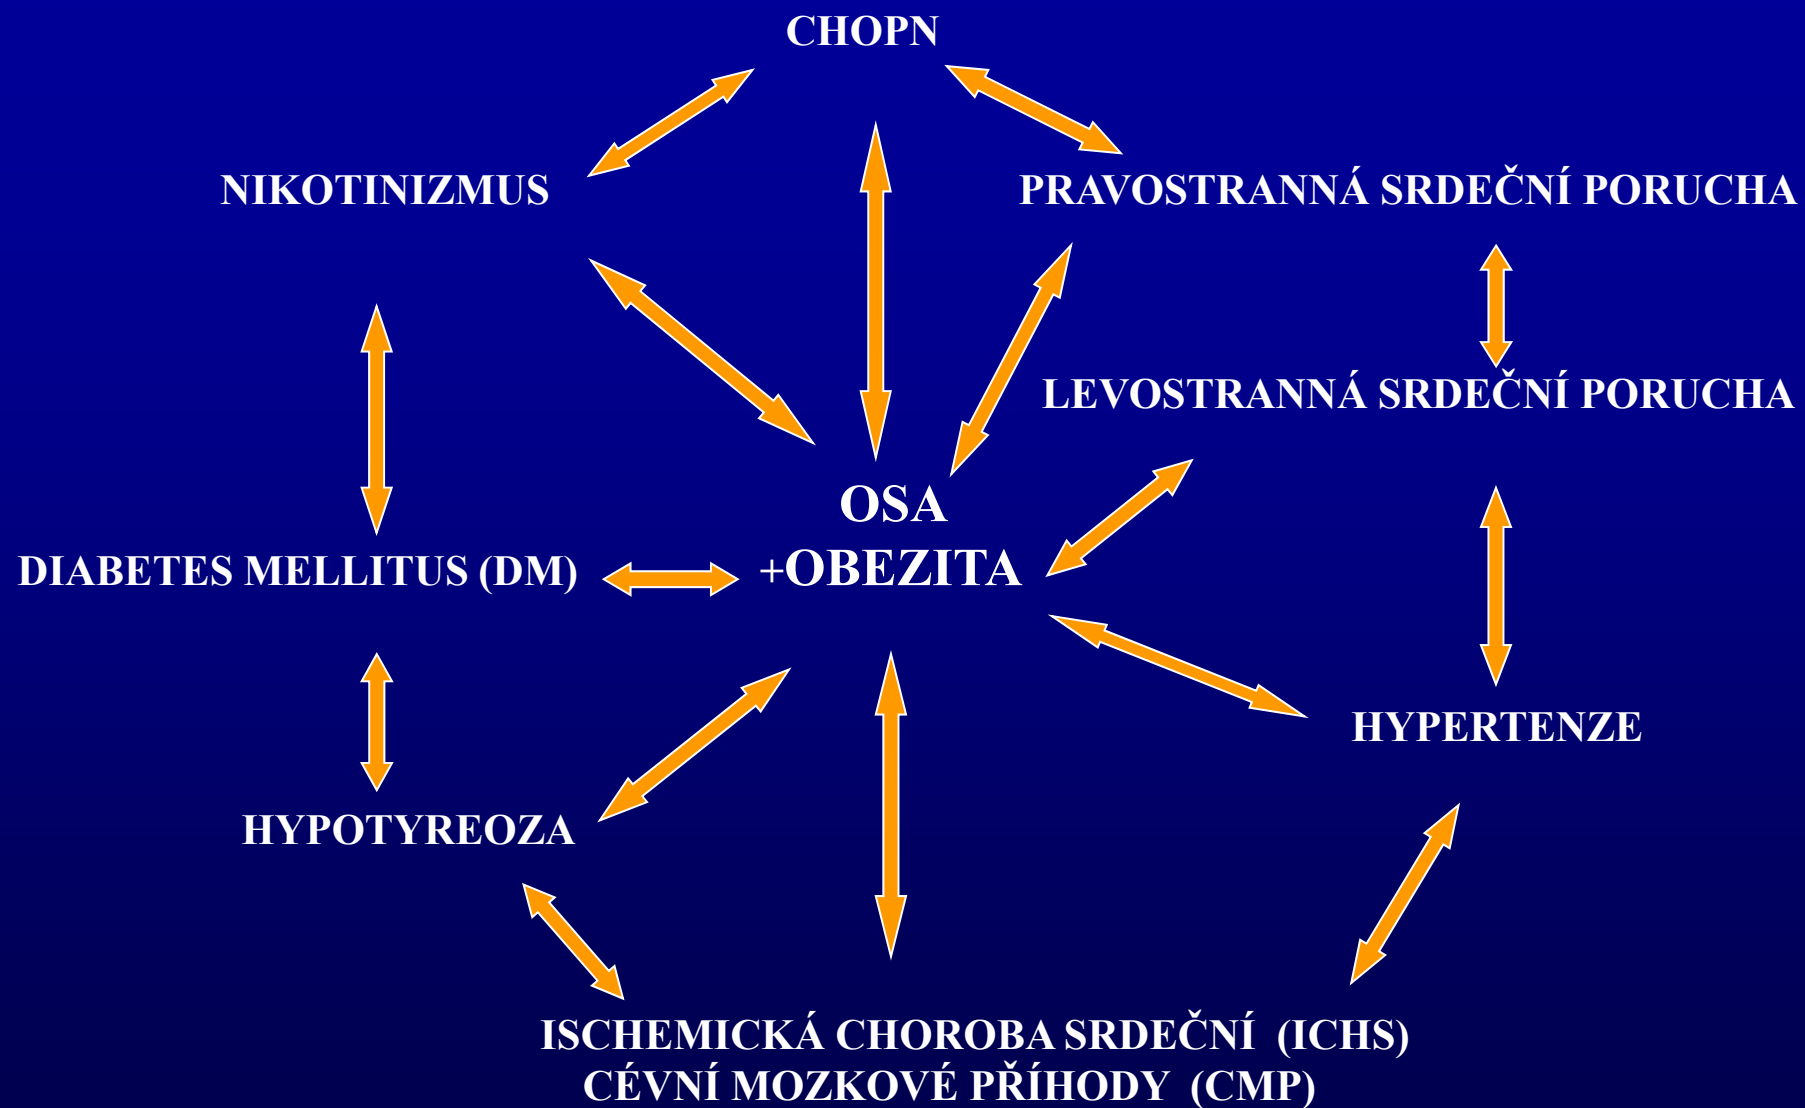 CHOPN
NIKOTINIZMUS
PRAVOSTRANNÁ SRDEČNÍ PORUCHA
LEVOSTRANNÁ SRDEČNÍ PORUCHA
OSA
+OBEZITA
DIABETES MELLITUS (DM)
HYPERTENZE
HYPOTYREOZA
ISCHEMICKÁ CHOROBA SRDEČNÍ (ICHS)
CÉVNÍ MOZKOVÉ PŘÍHODY (CMP)